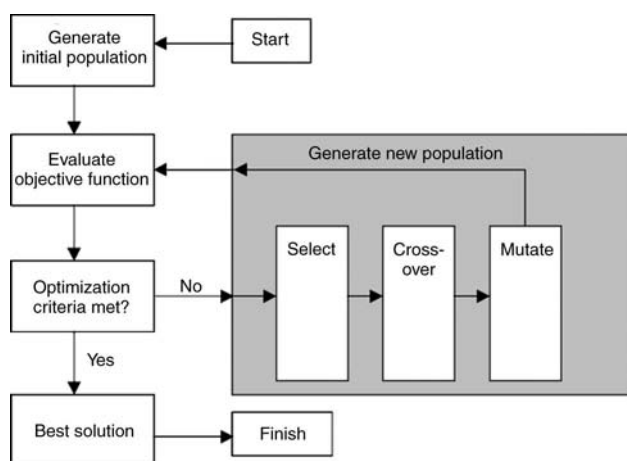 Generate
initial population
Start
Evaluate
objective function
Generate new population
Select
Cross-
over
Mutate
Optimization
criteria met?
No
Yes
Best solution
Finish